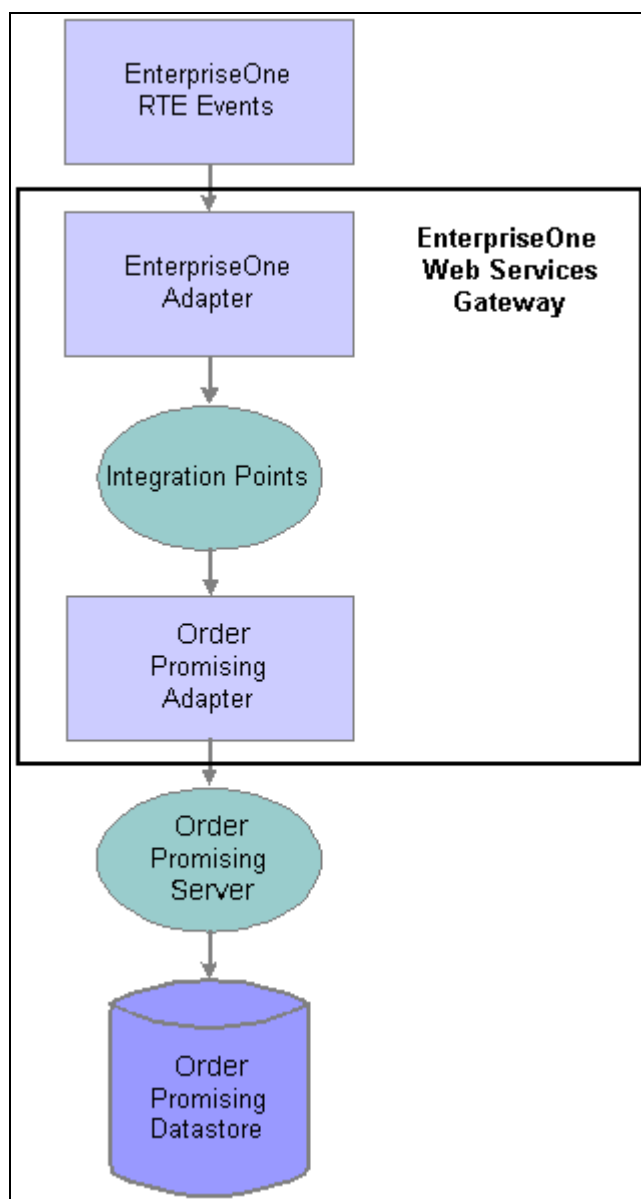 EnterpriseOne
RTE Events
EnterpriseOne
Adapter
EnterpriseOne
Web Services
Gateway
Integration Points
Order
Promising
Adapter
Order
Promising
Server
Order
Promising
Datastore